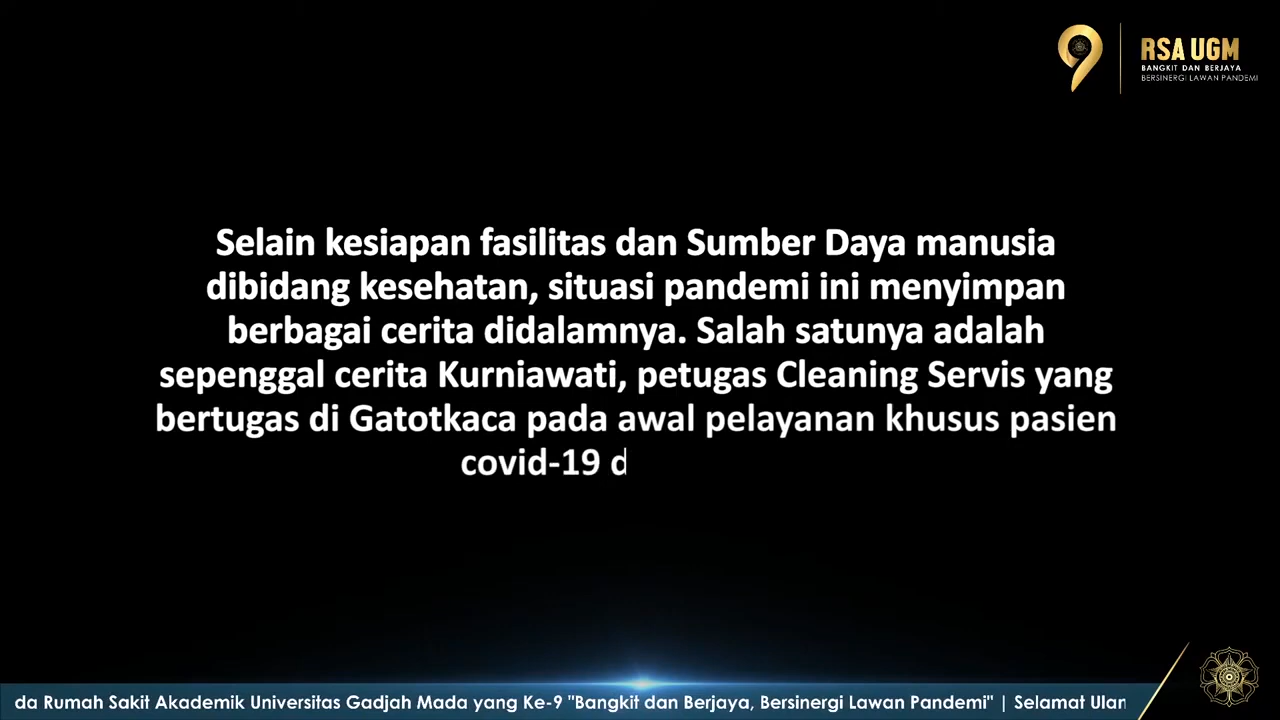 9
RSA UGM
BANGKIT DAN BERJAYA
BERSINERGI LAWAN PANDEMI
Selain kesiapan fasilitas dan Sumber Daya manusia
dibidang kesehatan, situasi pandemi ini menyimpan
berbagai cerita didalamnya. Salah satunya adalah
sepenggal cerita Kurniawati, petugas Cleaning Servis yang
bertugas di Gatotkaca pada awal pelayanan khusus pasien
covid-19 d
da Rumah Sakit Akademik Universitas Gadjah Mada yang Ke-9 "Bangkit dan Berjaya, Bersinergi Lawan Pandemi" | Selamat Ulan